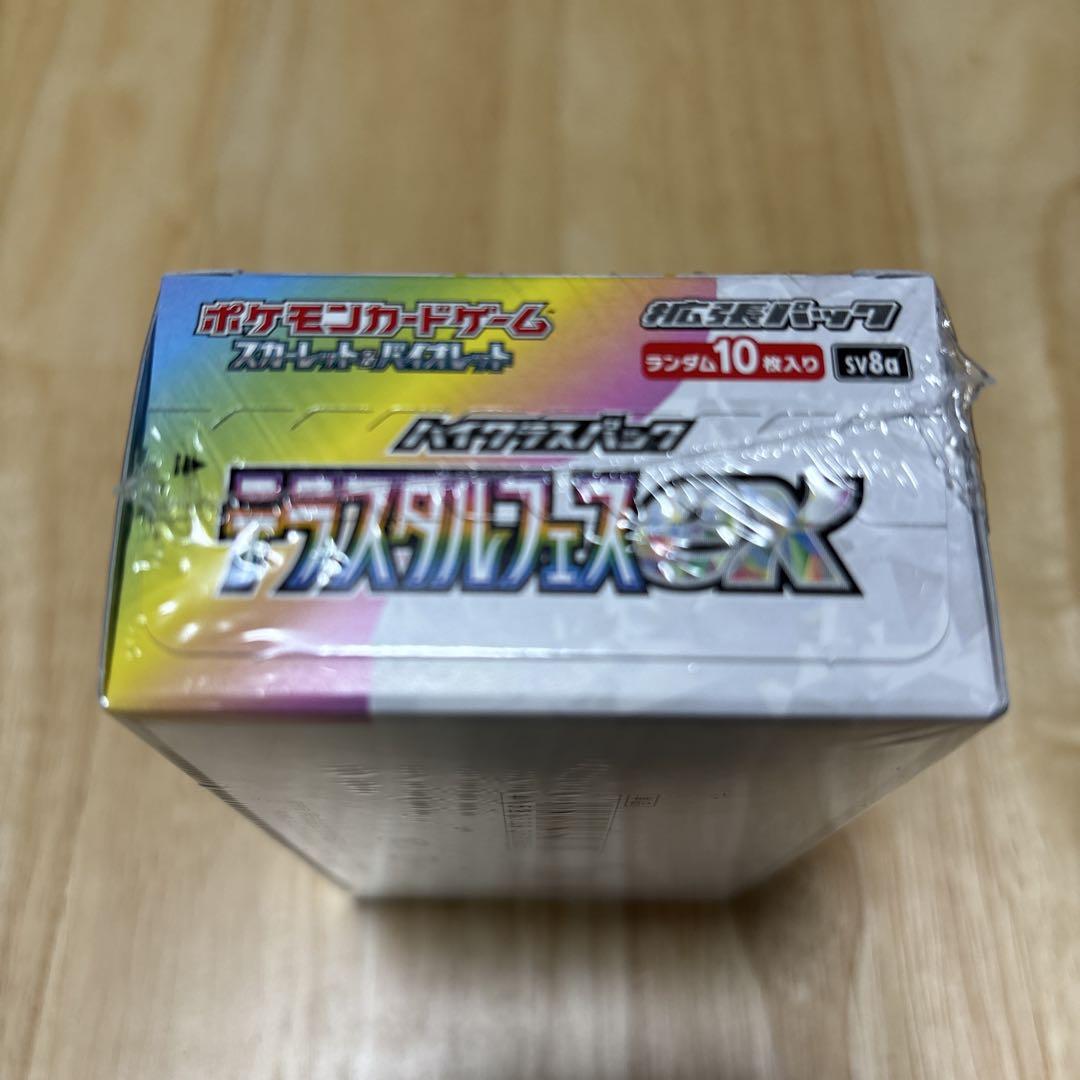 ポケモンカードゲーム
スカーレット&バイオレット
拡張パック
ランダム10枚入り
sv8a
ハイクラスパック
テラスタルフェスex